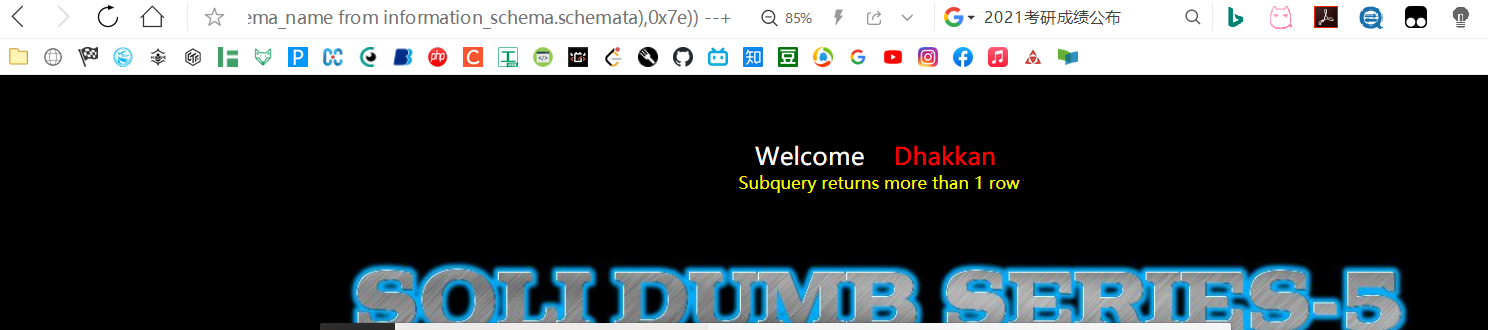 ema_name from information_schema.schemata),0x7e)) --+ 85% 2021考研成绩公布
php P C 工 知 豆
Welcome Dhakkan
Subquery returns more than 1 row
SQLI DUMB SERIES-5